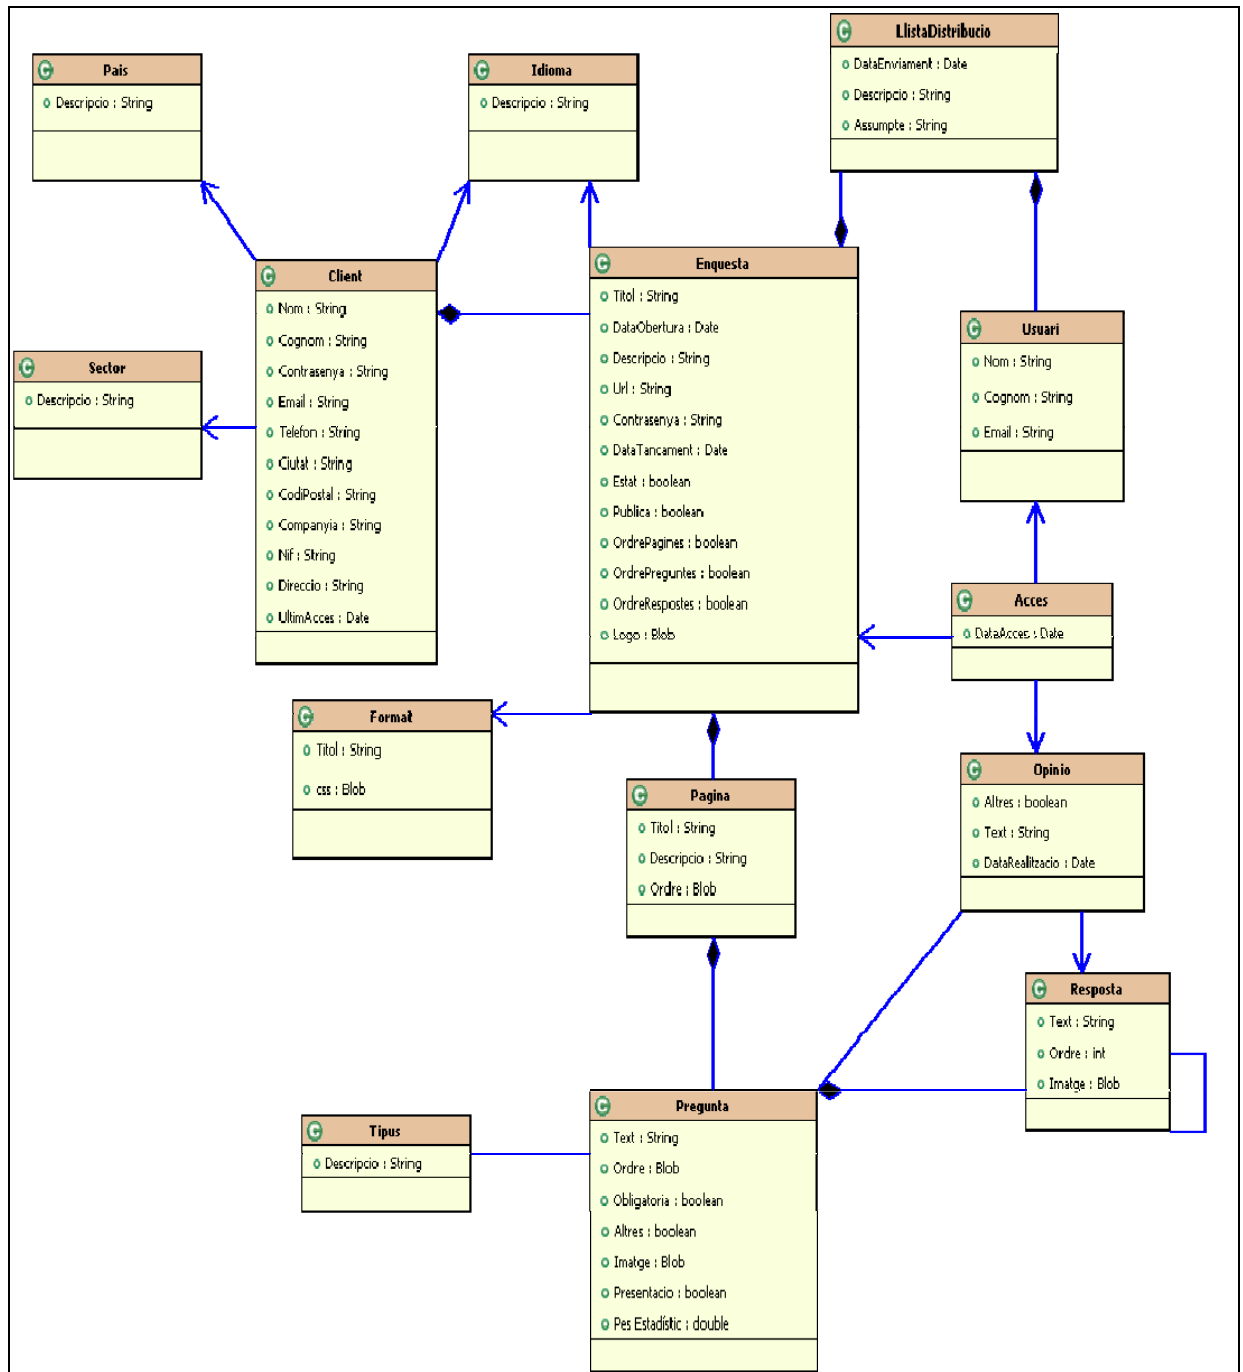 Pais
Descripcio : String
Idioma
Descripcio : String
LlistaDistribucio
DataEnviament : Date
Descripcio : String
Assumpte : String
Client
Nom : String
Cognom : String
Contrasenya : String
Email : String
Telefon : String
Ciutat : String
CodiPostal : String
Companyia : String
Nif : String
Direccio : String
UltimAcces : Date
Enquesta
Titol : String
DataObertura : Date
Descripcio : String
Url : String
Contrasenya : String
DataTancament : Date
Estat : boolean
Publica : boolean
OrdrePagines : boolean
OrdrePreguntes : boolean
OrdreRespostes : boolean
Logo : Blob
Usuari
Nom : String
Cognom : String
Email : String
Sector
Descripcio : String
Acces
DataAcces : Date
Format
Titol : String
css : Blob
Pagina
Titol : String
Descripcio : String
Ordre : Blob
Opinio
Altres : boolean
Text : String
DataRealitzacio : Date
Resposta
Text : String
Ordre : int
Imatge : Blob
Tipus
Descripcio : String
Pregunta
Text : String
Ordre : Blob
Obligatoria : boolean
Altres : boolean
Imatge : Blob
Presentacio : boolean
Pes Estadístic : double